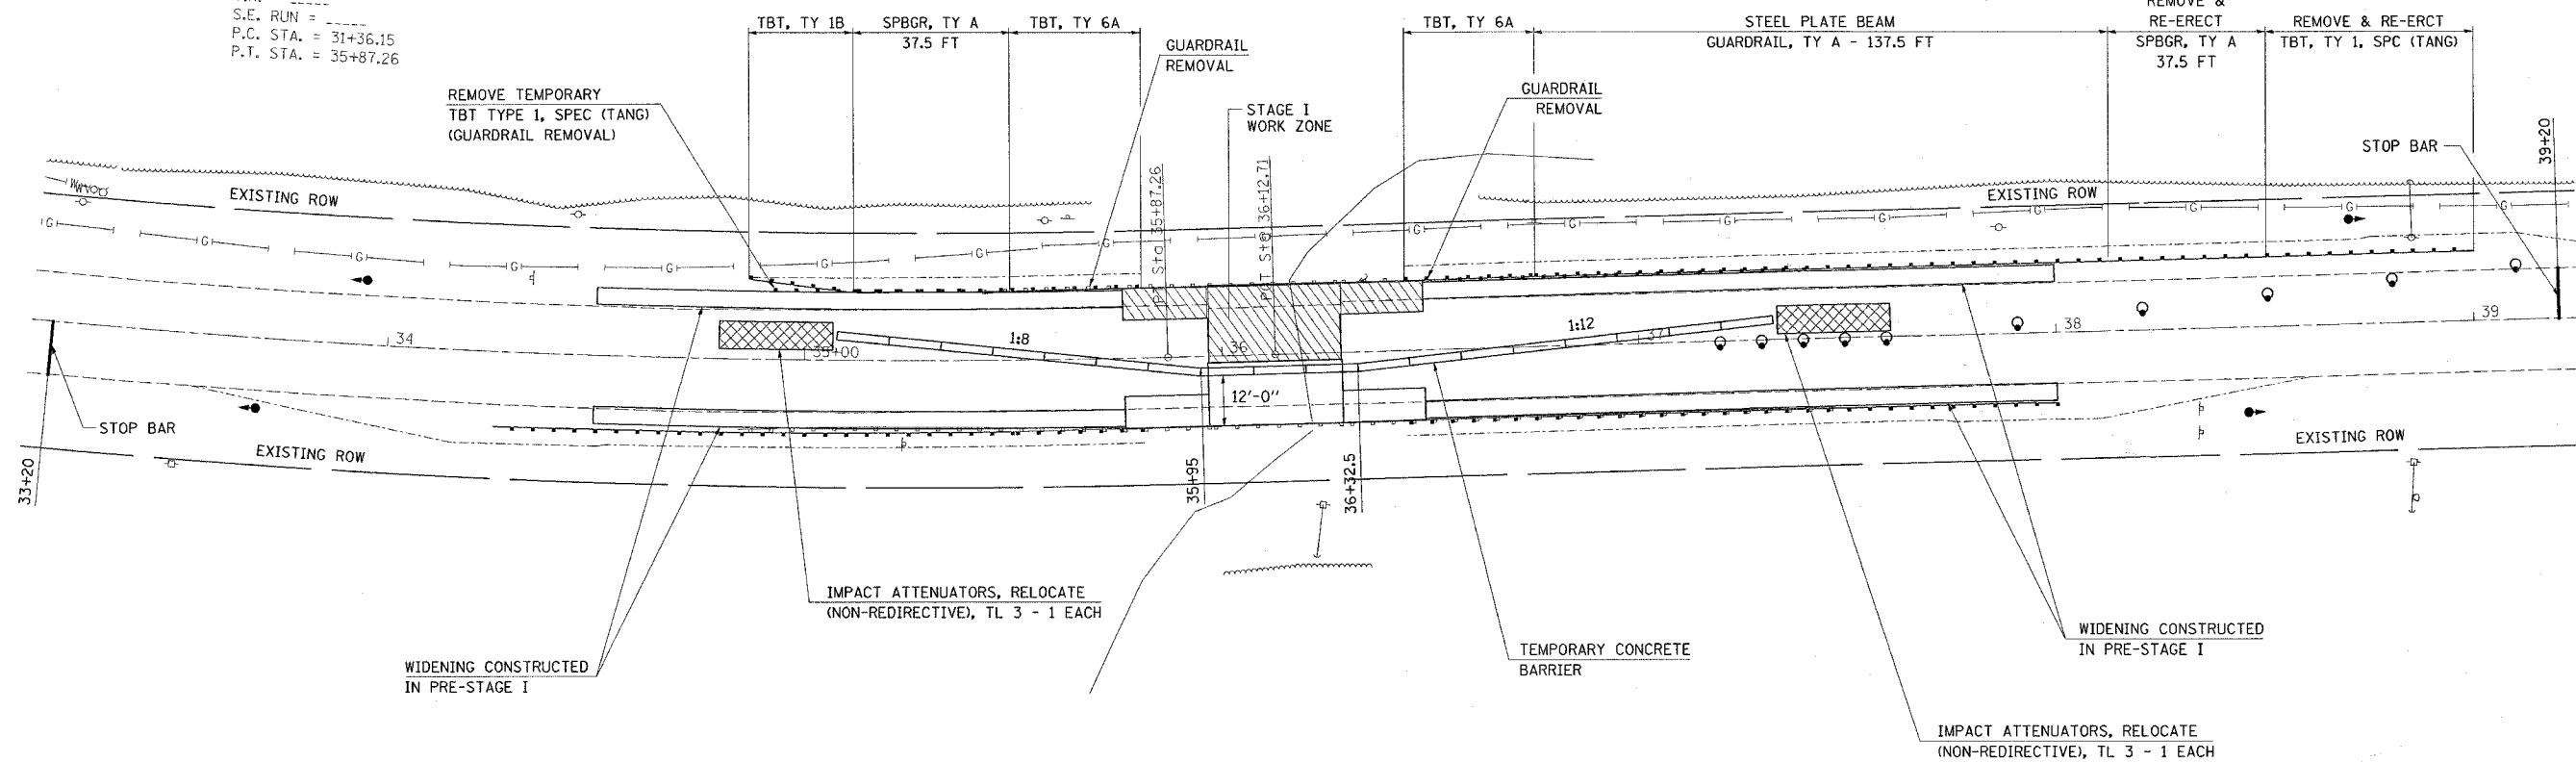 S.E. RUN = _____
P.C. STA. = 31+36.15
P.T. STA. = 35+87.26
TBT, TY 1B
SPBGR, TY A
37.5 FT
TBT, TY 6A
GUARDRAIL
REMOVAL
TBT, TY 6A
STEEL PLATE BEAM
GUARDRAIL, TY A - 137.5 FT
REMOVE &
RE-ERECT
SPBGR, TY A
37.5 FT
REMOVE & RE-ERCT
TBT, TY 1, SPC (TANG)
REMOVE TEMPORARY
TBT TYPE 1, SPEC (TANG)
(GUARDRAIL REMOVAL)
STAGE I
WORK ZONE
GUARDRAIL
REMOVAL
STOP BAR
39+20
EXISTING ROW
EXISTING ROW
Sta 35+87.26
Sta 36+12.71
G G G G G G G G
G G G G G G G G
34
35+00
36
37
38
39
1:8
1:12
12'-0"
STOP BAR
33+20
EXISTING ROW
EXISTING ROW
35+95
36+32.5
IMPACT ATTENUATORS, RELOCATE
(NON-REDIRECTIVE), TL 3 - 1 EACH
WIDENING CONSTRUCTED
IN PRE-STAGE I
TEMPORARY CONCRETE
BARRIER
WIDENING CONSTRUCTED
IN PRE-STAGE I
IMPACT ATTENUATORS, RELOCATE
(NON-REDIRECTIVE), TL 3 - 1 EACH